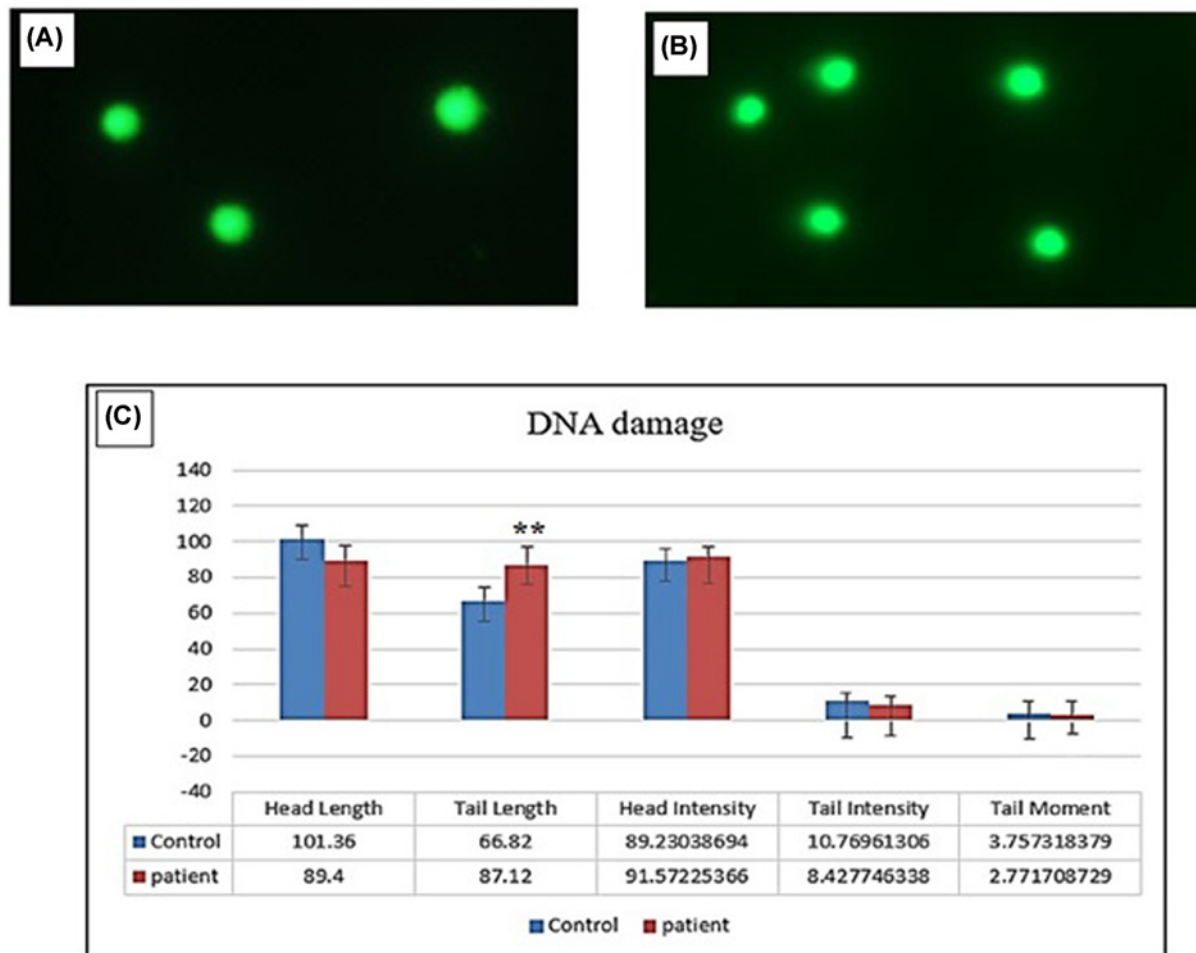 (A)
(B)
(C)
DNA damage
140
120
100
80
60
40
20
0
-20
-40
**
Head Length Tail Length Head Intensity Tail Intensity Tail Moment
Control 101.36 66.82 89.23038694 10.76961306 3.757318379
patient 89.4 87.12 91.57225366 8.427746338 2.771708729
Control patient